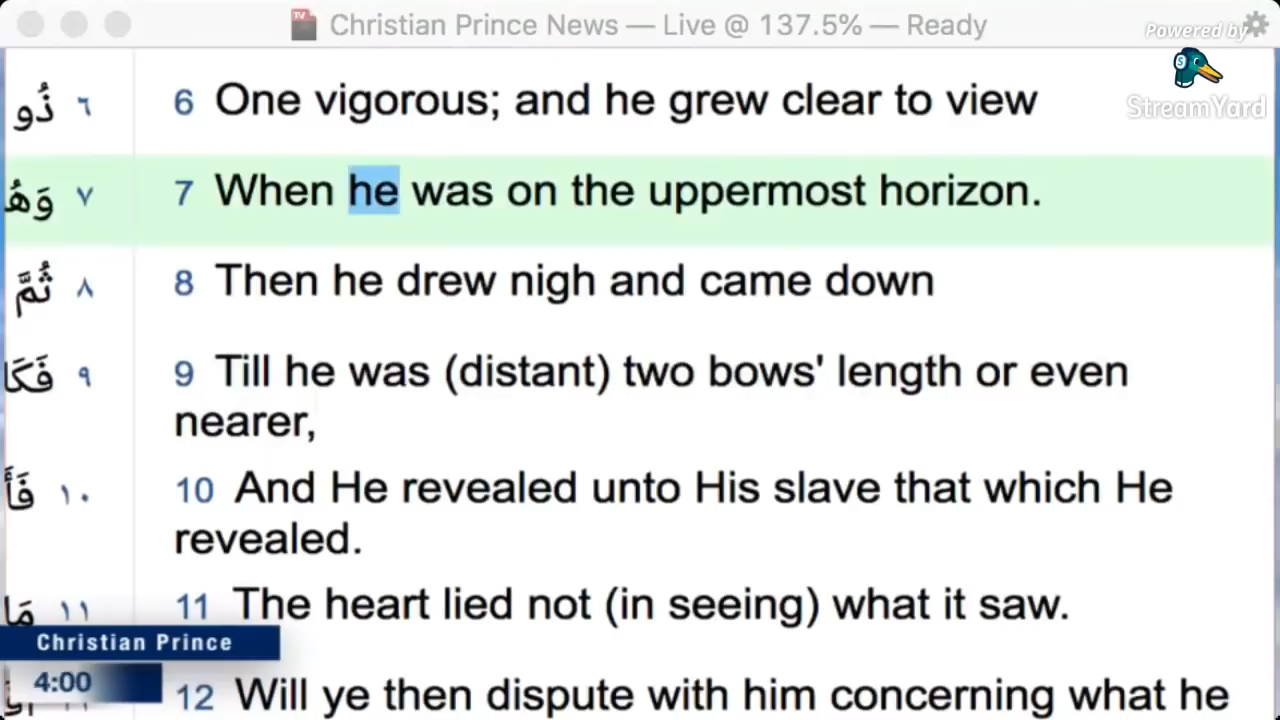 Christian Prince News — Live @ 137.5% — Ready
Powered by
StreamYard
ذُو ٦ 6 One vigorous; and he grew clear to view
وَهُ ٧ 7 When he was on the uppermost horizon.
ثُمَّ ٨ 8 Then he drew nigh and came down
فَكَا ٩ 9 Till he was (distant) two bows' length or even
nearer,
فَأَ ١٠ 10 And He revealed unto His slave that which He
revealed.
مَا ١١ 11 The heart lied not (in seeing) what it saw.
Christian Prince
4:00
12 Will ye then dispute with him concerning what he